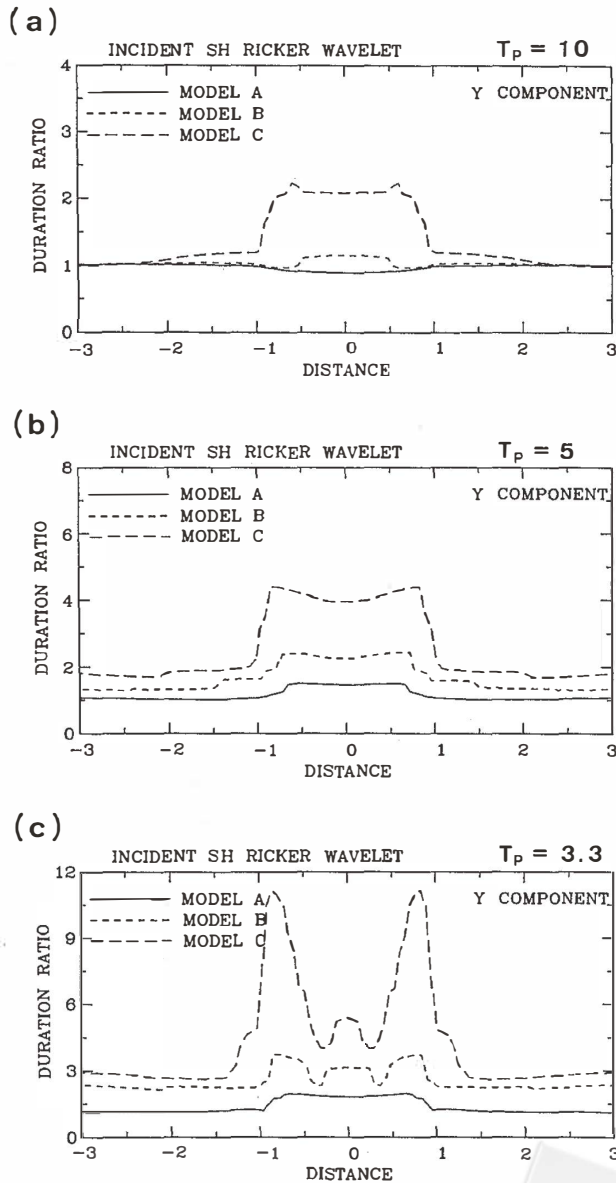 (a)
INCIDENT SH RICKER WAVELET Tp = 10
4
MODEL A Y COMPONENT
MODEL B
3
MODEL C
2
1
0
DURATION RATIO
-3 -2 -1 0 1 2 3
DISTANCE
(b)
INCIDENT SH RICKER WAVELET Tp = 5
8
MODEL A Y COMPONENT
MODEL B
6
MODEL C
4
2
0
DURATION RATIO
-3 -2 -1 0 1 2 3
DISTANCE
(c)
INCIDENT SH RICKER WAVELET Tp = 3.3
12
MODEL A Y COMPONENT
MODEL B
MODEL C
9
6
3
0
DURATION RATIO
-3 -2 -1 0 1 2 3
DISTANCE